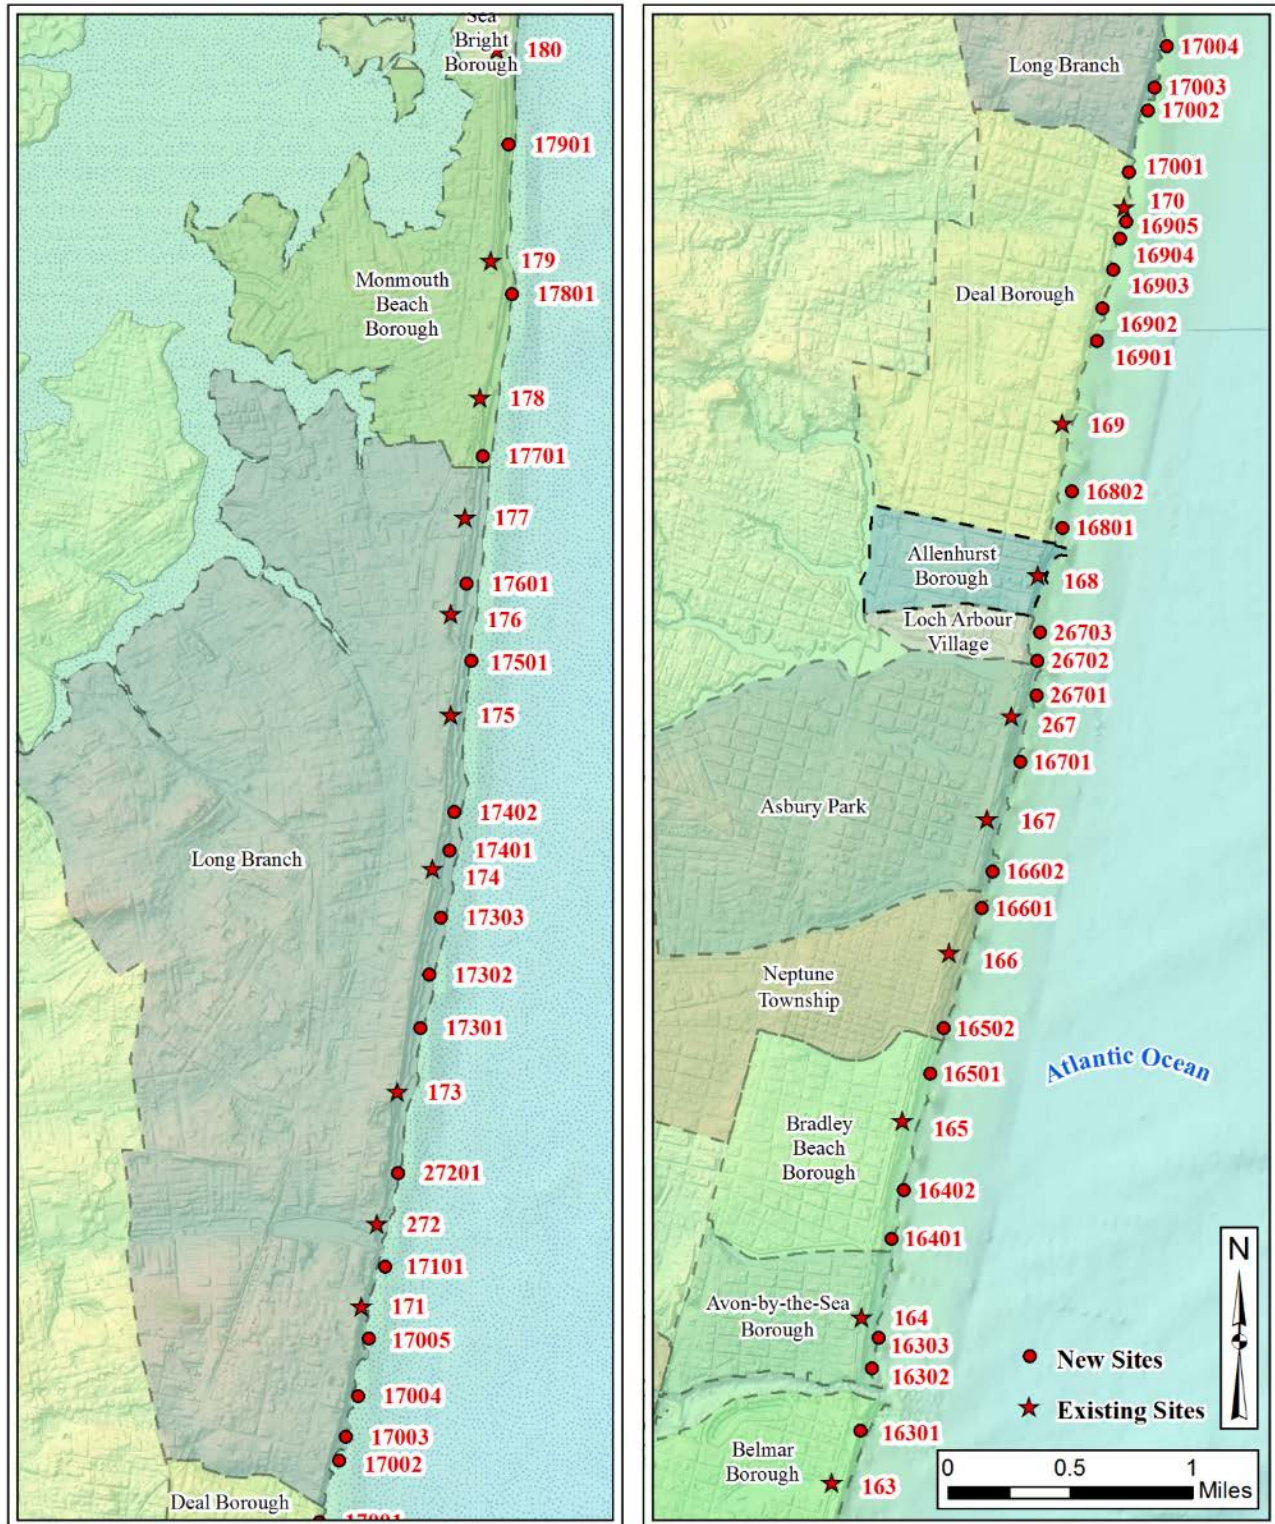 Sea
Bright
Borough
180
17901
179
Monmouth
Beach
Borough
17801
178
17701
177
17601
176
17501
175
17402
17401
Long Branch
174
17303
17302
17301
173
27201
272
17101
171
17005
17004
17003
17002
Deal Borough
17001
17004
Long Branch
17003
17002
17001
170
16905
16904
16903
Deal Borough
16902
16901
169
16802
16801
Allenhurst
Borough
168
Loch Arbour
Village
26703
26702
26701
267
16701
Asbury Park
167
16602
16601
166
Neptune
Township
16502
Atlantic Ocean
16501
165
Bradley
Beach
Borough
16402
16401
Avon-by-the-Sea
Borough
164
16303
16302
16301
Belmar
Borough
163
N
New Sites
Existing Sites
0 0.5 1
Miles